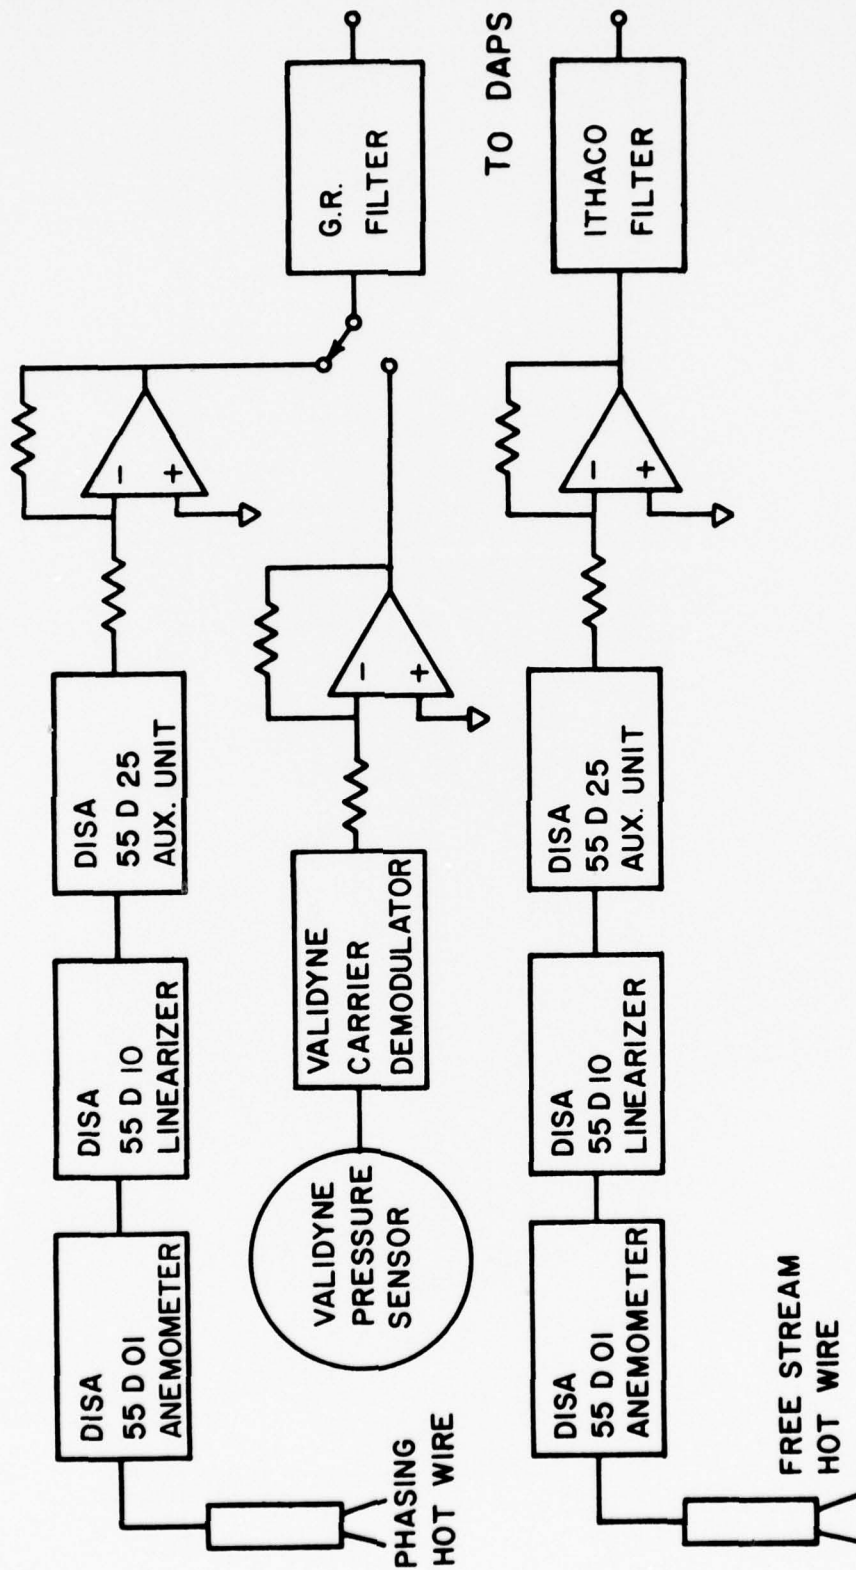 PHASING
HOT WIRE
DISA
55 D 01
ANEMOMETER
DISA
55 D 10
LINEARIZER
DISA
55 D 25
AUX. UNIT
-
+
G.R.
FILTER
VALIDYNE
PRESSURE
SENSOR
VALIDYNE
CARRIER
DEMODULATOR
-
+
TO DAPS
FREE STREAM
HOT WIRE
DISA
55 D 01
ANEMOMETER
DISA
55 D 10
LINEARIZER
DISA
55 D 25
AUX. UNIT
-
+
ITHACO
FILTER